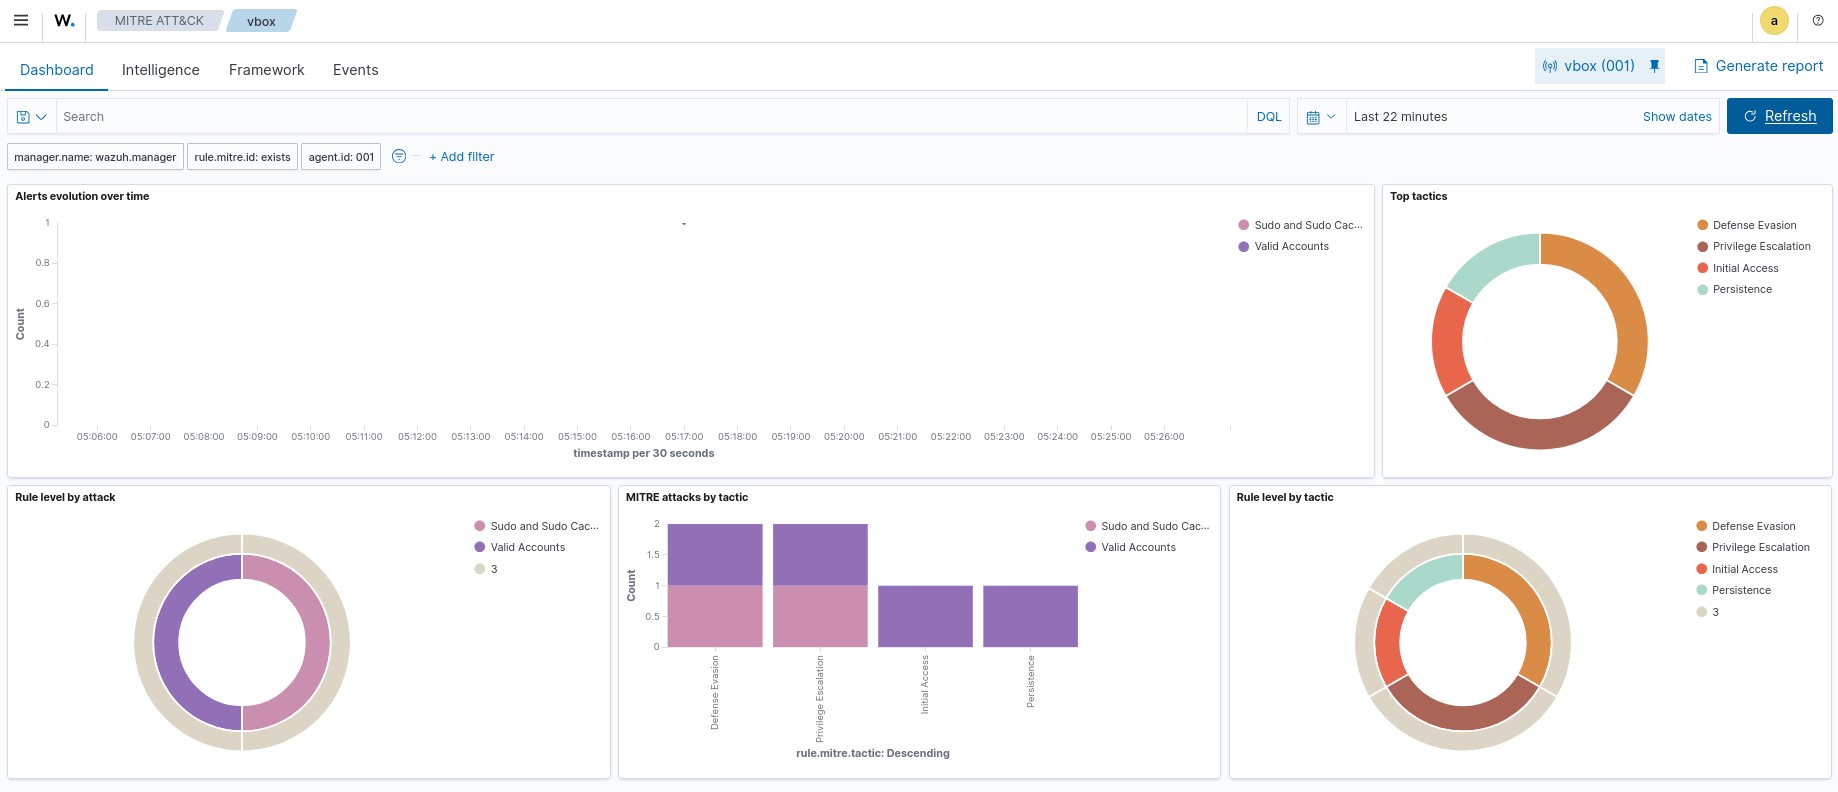 W. MITRE ATT&CK vbox a
Dashboard Intelligence Framework Events vbox (001) Generate report
Search DQL Last 22 minutes Show dates Refresh
manager.name: wazuh.manager rule.mitre.id: exists agent.id: 001 + Add filter
Alerts evolution over time
1
0.8
0.6
0.4
0.2
0
Count
05:06:00 05:07:00 05:08:00 05:09:00 05:10:00 05:11:00 05:12:00 05:13:00 05:14:00 05:15:00 05:16:00 05:17:00 05:18:00 05:19:00 05:20:00 05:21:00 05:22:00 05:23:00 05:24:00 05:25:00 05:26:00
timestamp per 30 seconds
Sudo and Sudo Cac...
Valid Accounts
Top tactics
Defense Evasion
Privilege Escalation
Initial Access
Persistence
Rule level by attack
Sudo and Sudo Cac...
Valid Accounts
3
MITRE attacks by tactic
2
1.5
1
0.5
0
Count
Defense Evasion
Privilege Escalation
Initial Access
Persistence
rule.mitre.tactic: Descending
Sudo and Sudo Cac...
Valid Accounts
Rule level by tactic
Defense Evasion
Privilege Escalation
Initial Access
Persistence
3